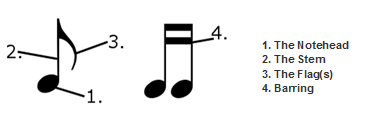 2.
3.
1.
4.
1. The Notehead
2. The Stem
3. The Flag(s)
4. Barring